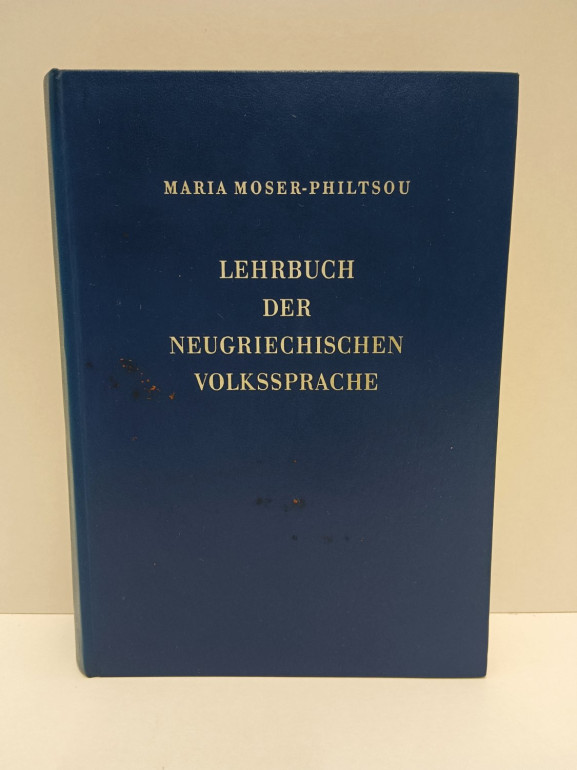 MARIA MOSER-PHILTSOU
LEHRBUCH
DER
NEUGRIECHISCHEN
VOLKSSPRACHE